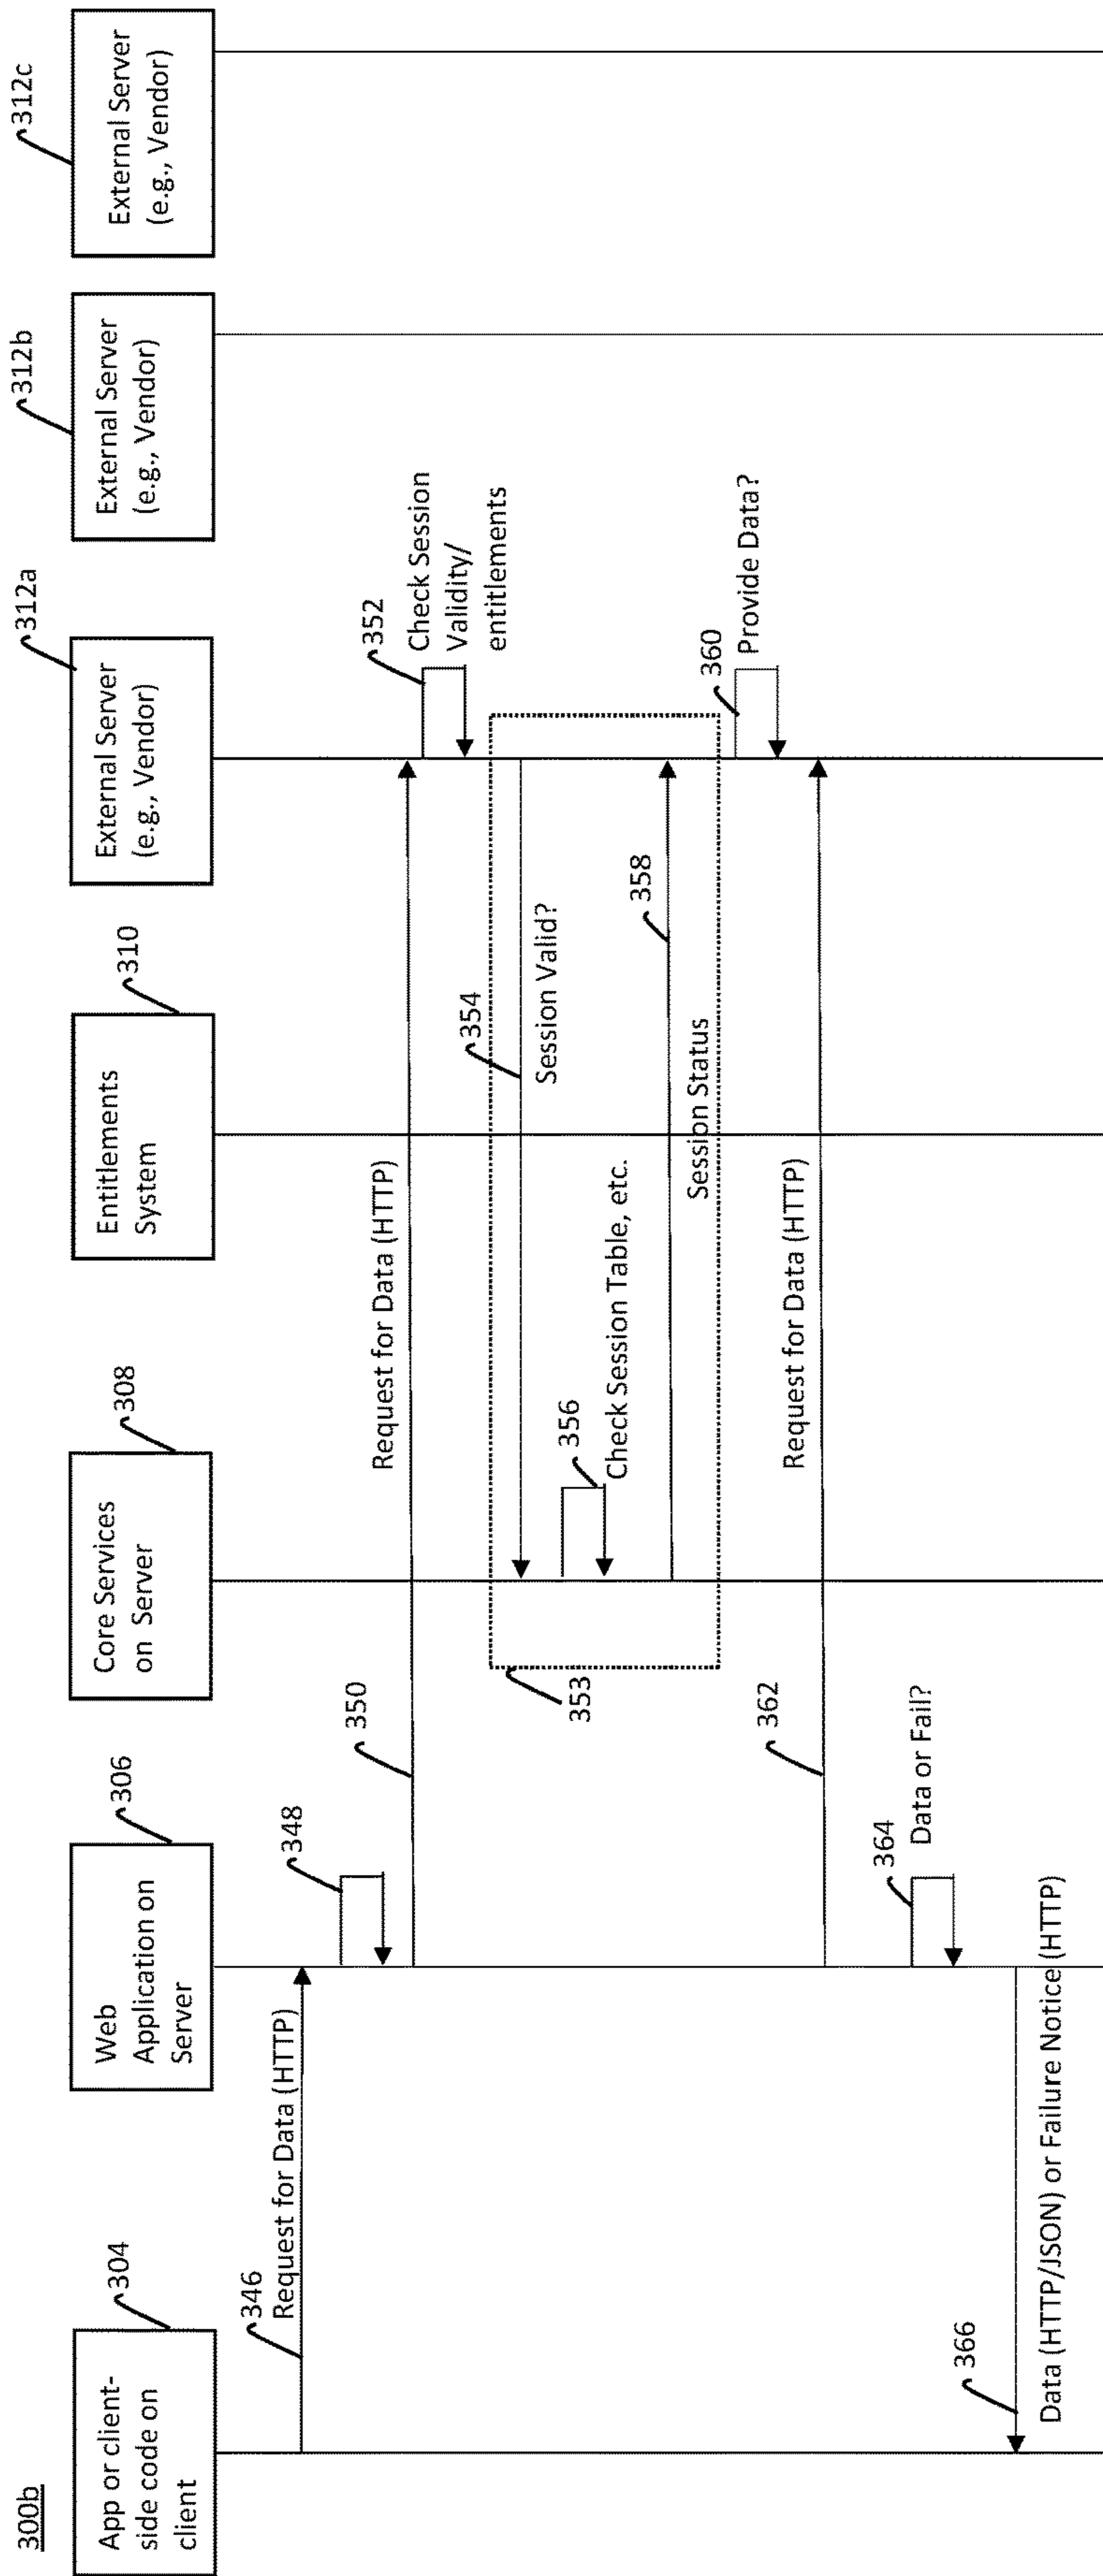 300b
304
App or client-
side code on
client
306
Web
Application on
Server
308
Core Services
on Server
310
Entitlements
System
312a
External Server
(e.g., Vendor)
312b
External Server
(e.g., Vendor)
312c
External Server
(e.g., Vendor)
346
Request for Data (HTTP)
348
350
Request for Data (HTTP)
352
Check Session
Validity/
entitlements
353
354
Session Valid?
356
Check Session Table, etc.
358
Session Status
360
Provide Data?
362
Request for Data (HTTP)
364
Data or Fail?
366
Data (HTTP/JSON) or Failure Notice (HTTP)